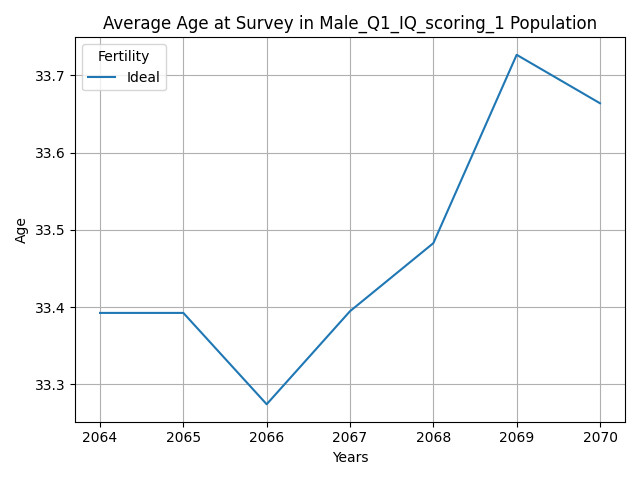 Average Age at Survey in Male_Q1_IQ_scoring_1 Population
Fertility
Ideal
33.7
33.6
33.5
33.4
33.3
Age
2064 2065 2066 2067 2068 2069 2070
Years